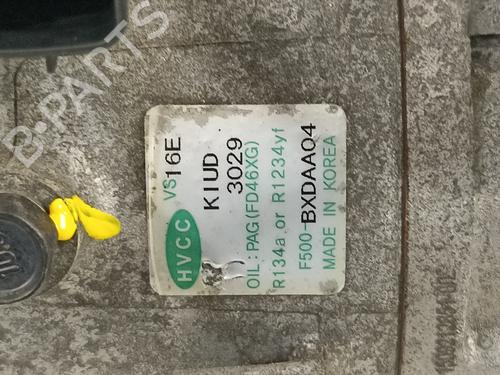 HVCC
VS16E
KIUD
3029
OIL : PAG(FD46XG)
R134a or R1234yf
F500-BXDAA04
MADE IN KOREA
B-PARTS